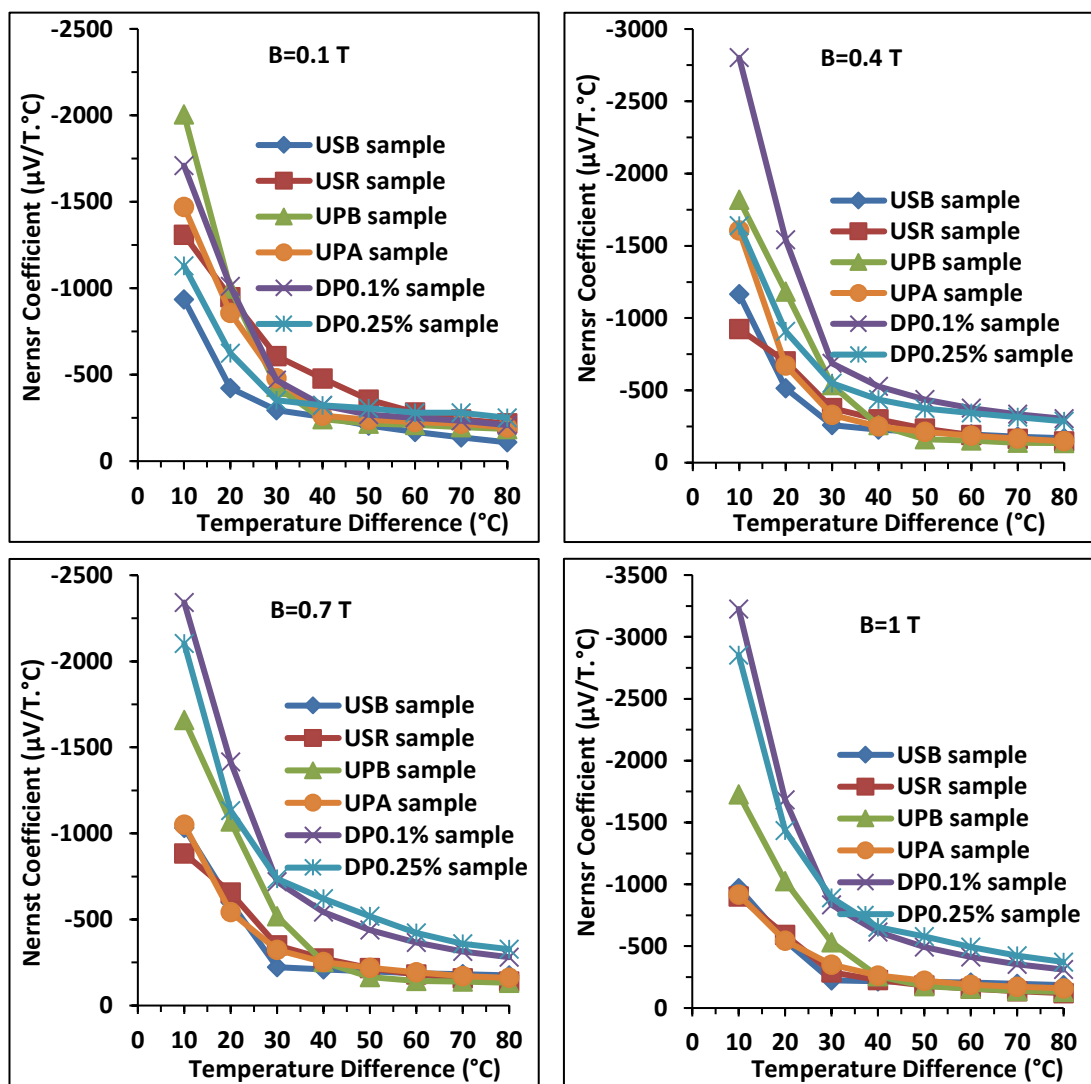 B=0.1 T
Nernsr Coefficient (µV/T.°C)
-2500
-2000
-1500
-1000
-500
0
USB sample
USR sample
UPB sample
UPA sample
DP0.1% sample
DP0.25% sample
0 10 20 30 40 50 60 70 80
Temperature Difference (°C)
B=0.4 T
Nernsr Coefficient (µV/T.°C)
-3000
-2500
-2000
-1500
-1000
-500
0
USB sample
USR sample
UPB sample
UPA sample
DP0.1% sample
DP0.25% sample
0 10 20 30 40 50 60 70 80
Temperature Difference (°C)
B=0.7 T
Nernst Coefficient (µV/T.°C)
-2500
-2000
-1500
-1000
-500
0
USB sample
USR sample
UPB sample
UPA sample
DP0.1% sample
DP0.25% sample
0 10 20 30 40 50 60 70 80
Temperature Difference (°C)
B=1 T
Nernsr Coefficient (µV/T.°C)
-3500
-3000
-2500
-2000
-1500
-1000
-500
0
USB sample
USR sample
UPB sample
UPA sample
DP0.1% sample
DP0.25% sample
0 10 20 30 40 50 60 70 80
Temperature Difference (°C)